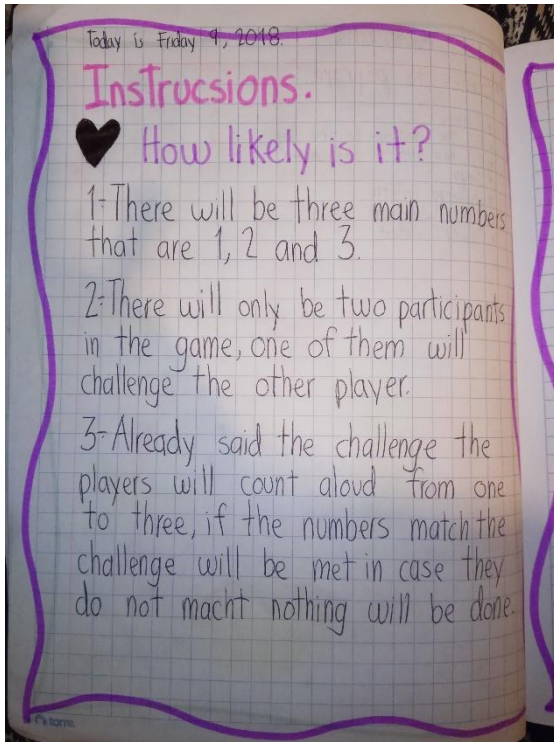 Today is Friday 9, 2018.
Instrucsions.
How likely is it?
1-There will be three main numbers
that are 1, 2 and 3.
2-There will only be two participants
in the game, one of them will
challenge the other player.
3-Already said the challenge the
players will count aloud from one
to three, if the numbers match the
challenge will be met in case they
do not macht nothing will be done.
torre